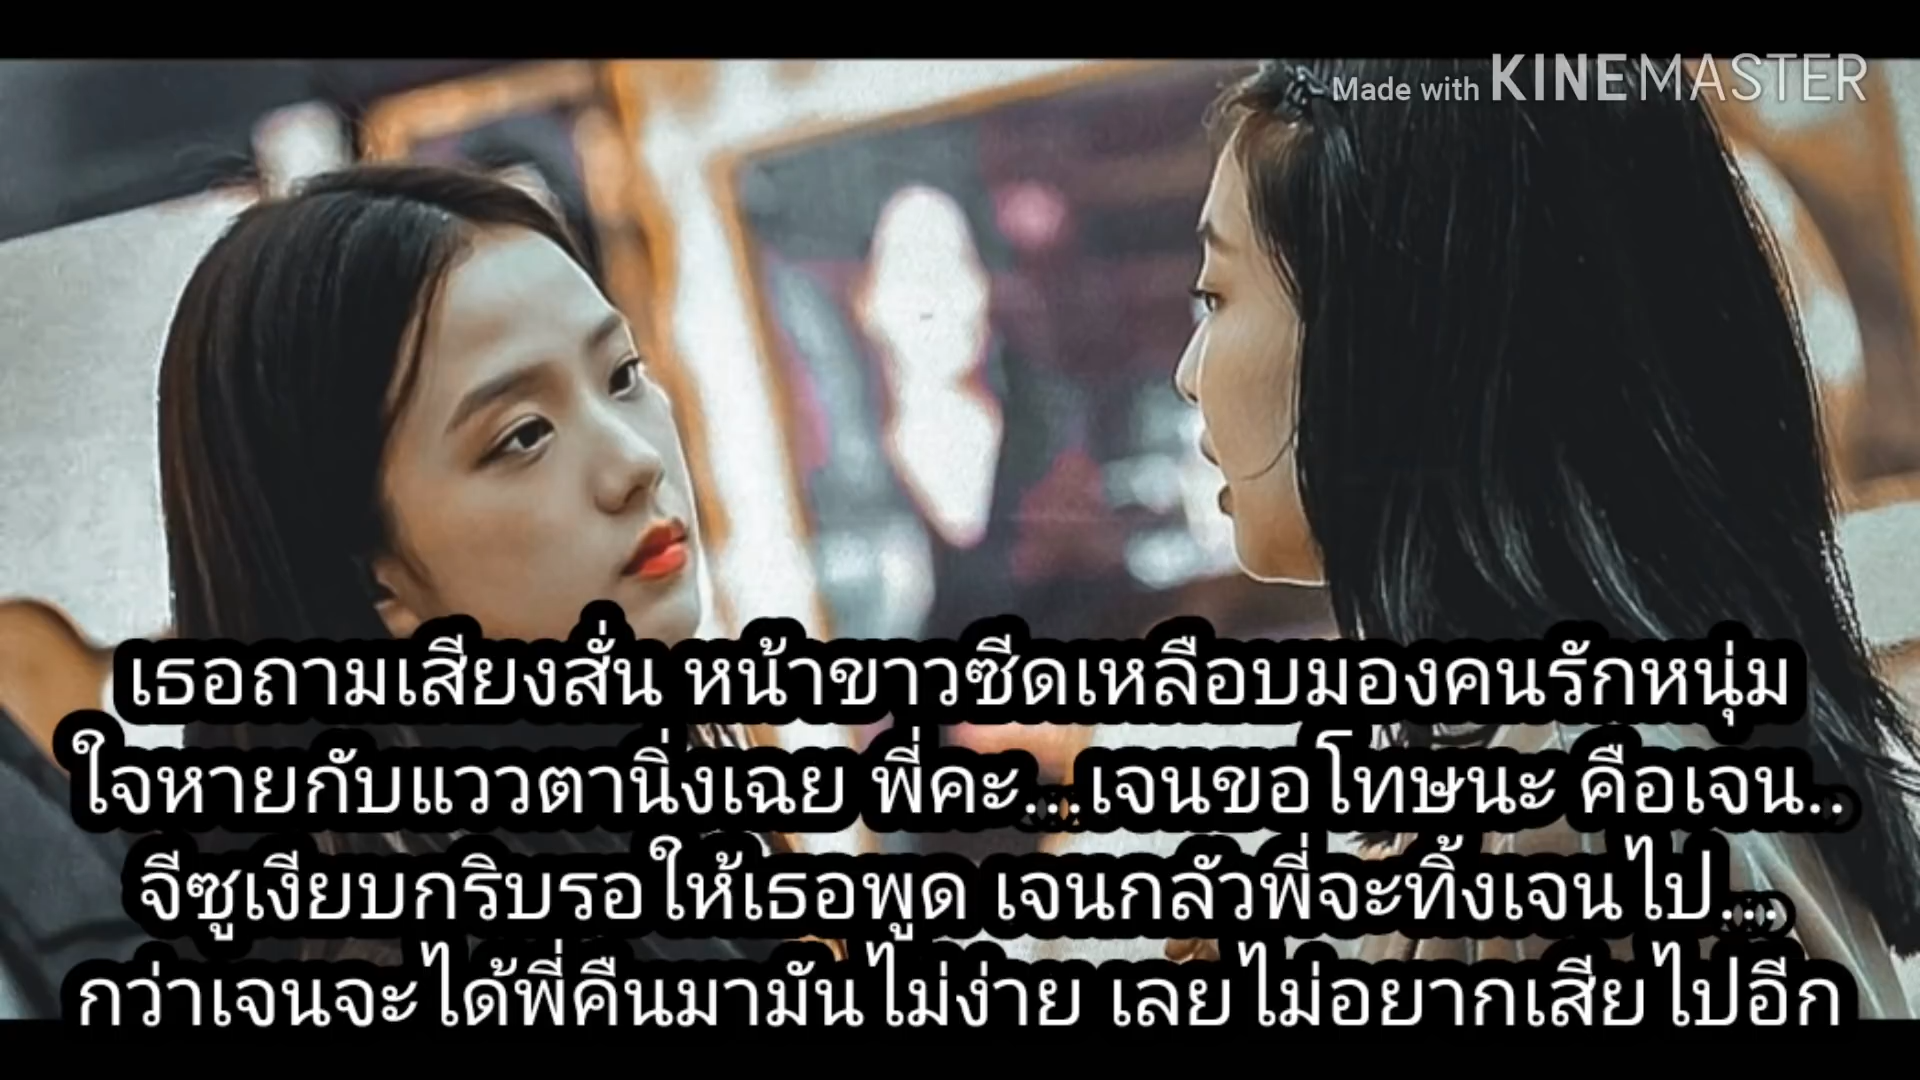 Made with KINEMASTER
เธอถามเสียงสั่น หน้าขาวซีดเหลือบมองคนรักหนุ่ม
ใจหายกับแววตานิ่งเฉย พี่คะ...เจนขอโทษนะ คือเจน..
จีซูเงียบกริบรอให้เธอพูด เจนกลัวพี่จะทิ้งเจนไป...
กว่าเจนจะได้พี่คืนมามันไม่ง่าย เลยไม่อยากเสียไปอีก